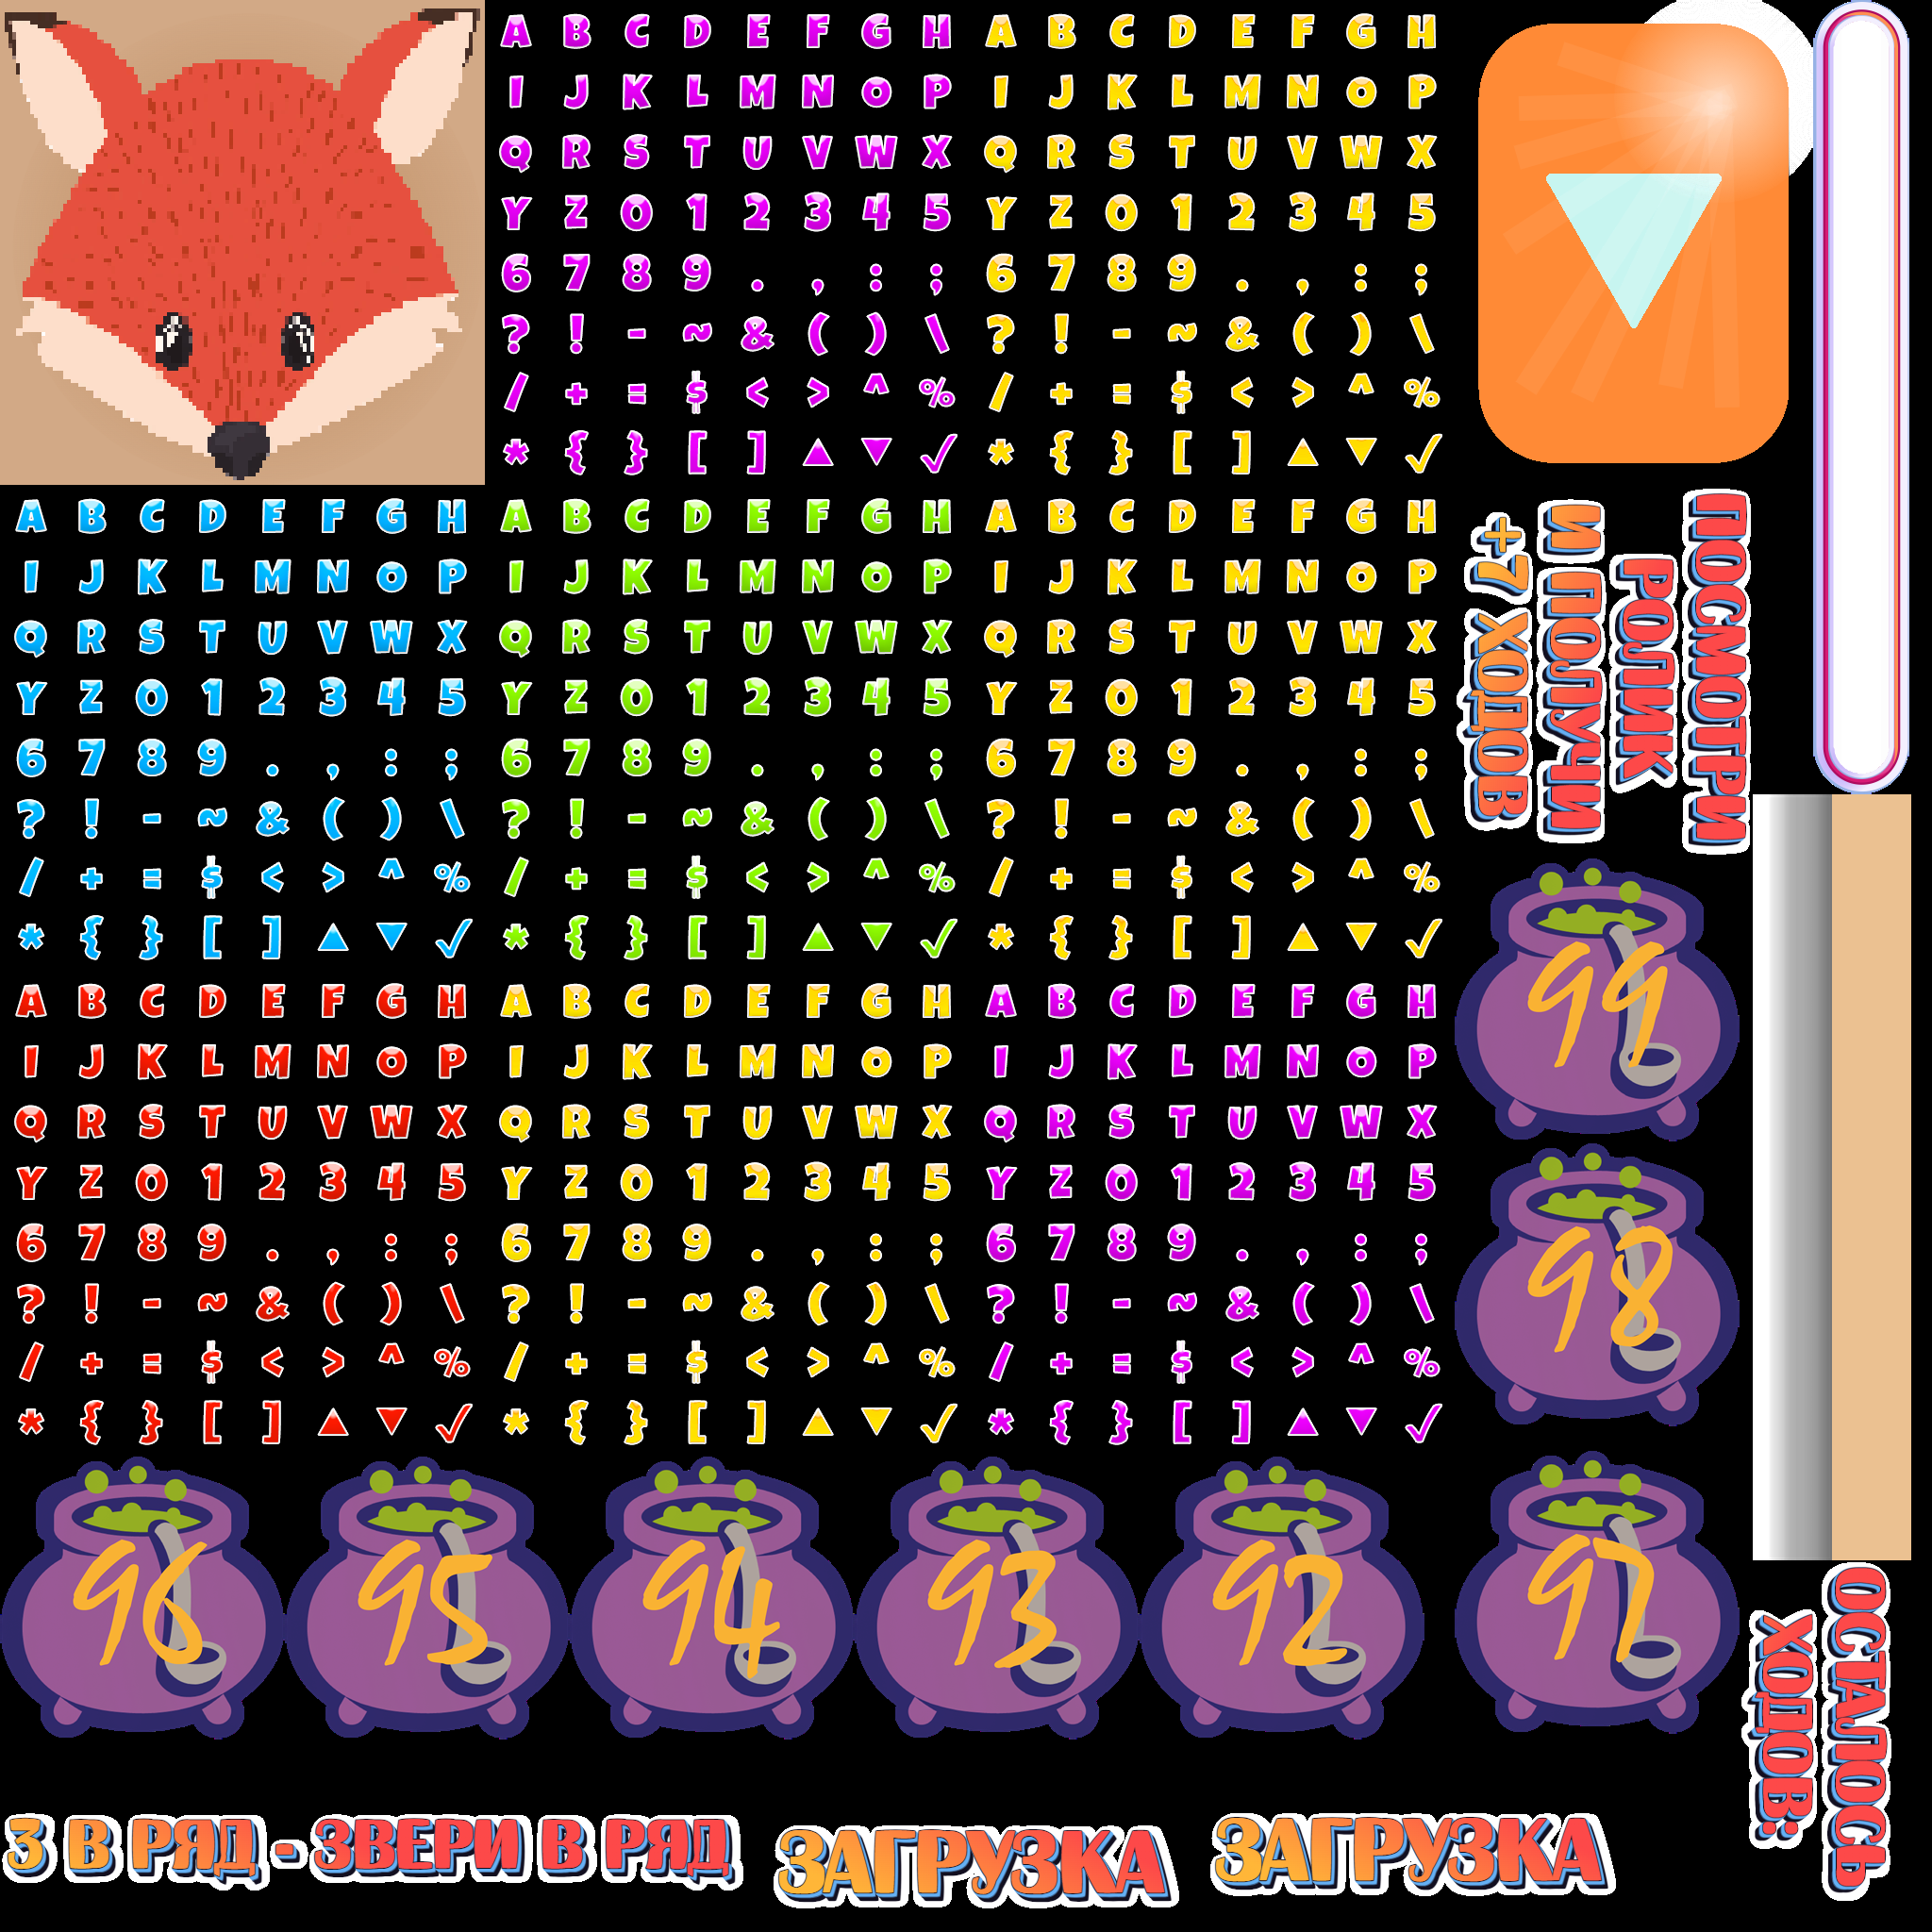 A B C D E F G H
I J K L M N O P
Q R S T U V W X
Y Z 0 1 2 3 4 5
6 7 8 9 . , : ;
? ! - ~ & ( ) \
/ + = $ < > ^ %
* { } [ ] ▲ ▼ ✓
A B C D E F G H
I J K L M N O P
Q R S T U V W X
Y Z 0 1 2 3 4 5
6 7 8 9 . , : ;
? ! - ~ & ( ) \
/ + = $ < > ^ %
* { } [ ] ▲ ▼ ✓
A B C D E F G H
I J K L M N O P
Q R S T U V W X
Y Z 0 1 2 3 4 5
6 7 8 9 . , : ;
? ! - ~ & ( ) \
/ + = $ < > ^ %
* { } [ ] ▲ ▼ ✓
A B C D E F G H
I J K L M N O P
Q R S T U V W X
Y Z 0 1 2 3 4 5
6 7 8 9 . , : ;
? ! - ~ & ( ) \
/ + = $ < > ^ %
* { } [ ] ▲ ▼ ✓
A B C D E F G H
I J K L M N O P
Q R S T U V W X
Y Z 0 1 2 3 4 5
6 7 8 9 . , : ;
? ! - ~ & ( ) \
/ + = $ < > ^ %
* { } [ ] ▲ ▼ ✓
ПОСМОТРИ
РОЛИК
И ПОЛУЧИ
+7 ХОДОВ
A B C D E F G H
I J K L M N O P
Q R S T U V W X
Y Z 0 1 2 3 4 5
6 7 8 9 . , : ;
? ! - ~ & ( ) \
/ + = $ < > ^ %
* { } [ ] ▲ ▼ ✓
A B C D E F G H
I J K L M N O P
Q R S T U V W X
Y Z 0 1 2 3 4 5
6 7 8 9 . , : ;
? ! - ~ & ( ) \
/ + = $ < > ^ %
* { } [ ] ▲ ▼ ✓
A B C D E F G H
I J K L M N O P
Q R S T U V W X
Y Z 0 1 2 3 4 5
6 7 8 9 . , : ;
? ! - ~ & ( ) \
/ + = $ < > ^ %
* { } [ ] ▲ ▼ ✓
99
98
96
95
94
93
92
97
ОСТАЛОСЬ
ХОДОВ:
3 В РЯД - ЗВЕРИ В РЯД
ЗАГРУЗКА
ЗАГРУЗКА